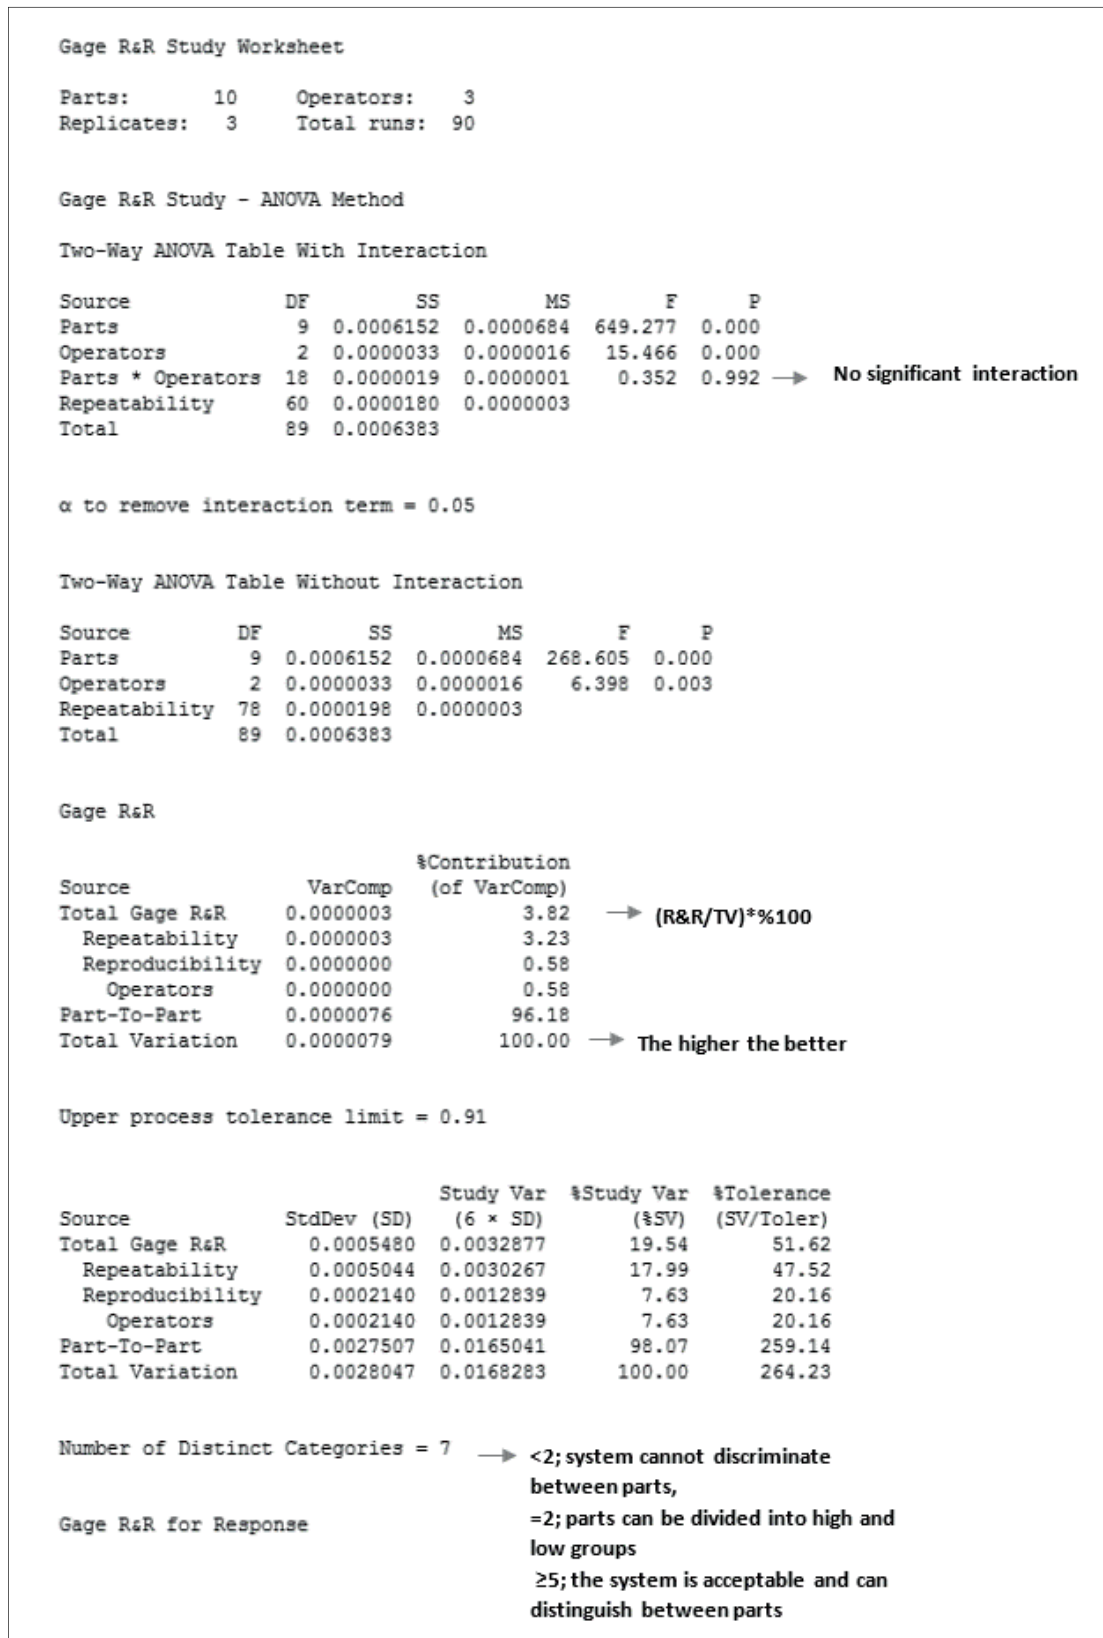 Gage R&R Study Worksheet
Parts: 10 Operators: 3
Replicates: 3 Total runs: 90
Gage R&R Study - ANOVA Method
Two-Way ANOVA Table With Interaction
Source DF SS MS F P
Parts 9 0.0006152 0.0000684 649.277 0.000
Operators 2 0.0000033 0.0000016 15.466 0.000
Parts * Operators 18 0.0000019 0.0000001 0.352 0.992 → No significant interaction
Repeatability 60 0.0000180 0.0000003
Total 89 0.0006383
α to remove interaction term = 0.05
Two-Way ANOVA Table Without Interaction
Source DF SS MS F P
Parts 9 0.0006152 0.0000684 268.605 0.000
Operators 2 0.0000033 0.0000016 6.398 0.003
Repeatability 78 0.0000198 0.0000003
Total 89 0.0006383
Gage R&R
%Contribution
Source VarComp (of VarComp)
Total Gage R&R 0.0000003 3.82 → (R&R/TV)*%100
Repeatability 0.0000003 3.23
Reproducibility 0.0000000 0.58
Operators 0.0000000 0.58
Part-To-Part 0.0000076 96.18
Total Variation 0.0000079 100.00 → The higher the better
Upper process tolerance limit = 0.91
Study Var %Study Var %Tolerance
Source StdDev (SD) (6 × SD) (%SV) (SV/Toler)
Total Gage R&R 0.0005480 0.0032877 19.54 51.62
Repeatability 0.0005044 0.0030267 17.99 47.52
Reproducibility 0.0002140 0.0012839 7.63 20.16
Operators 0.0002140 0.0012839 7.63 20.16
Part-To-Part 0.0027507 0.0165041 98.07 259.14
Total Variation 0.0028047 0.0168283 100.00 264.23
Number of Distinct Categories = 7 → <2; system cannot discriminate
between parts,
=2; parts can be divided into high and
low groups
≥5; the system is acceptable and can
distinguish between parts
Gage R&R for Response